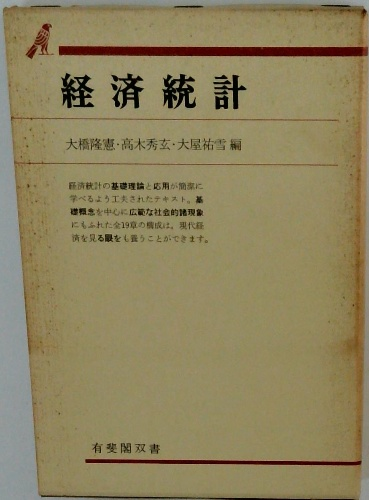 経済統計
大橋隆憲・高木秀玄・大屋祐雪 編
経済統計の基礎理論と応用が簡潔に
学べるよう工夫されたテキスト。基
礎概念を中心に広範な社会的諸現象
にもふれた全19章の構成は、現代経
済を見る眼をも養うことができます。
有斐閣双書